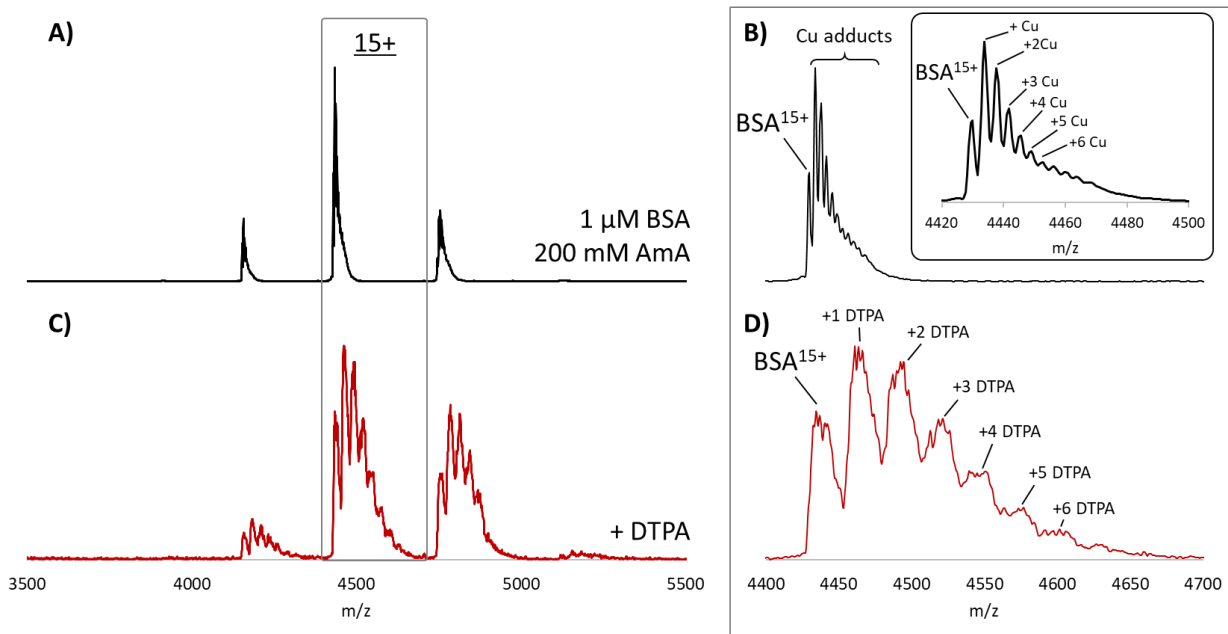 A)
15+
1 µM BSA
200 mM AmA
C)
+ DTPA
3500
4000
4500
5000
5500
m/z
B)
Cu adducts
BSA15+
+ Cu
+2Cu
+3 Cu
+4 Cu
+5 Cu
+6 Cu
BSA15+
4420
4440
4460
4480
4500
m/z
D)
BSA15+
+1 DTPA
+2 DTPA
+3 DTPA
+4 DTPA
+5 DTPA
+6 DTPA
4400
4450
4500
4550
4600
4650
4700
m/z